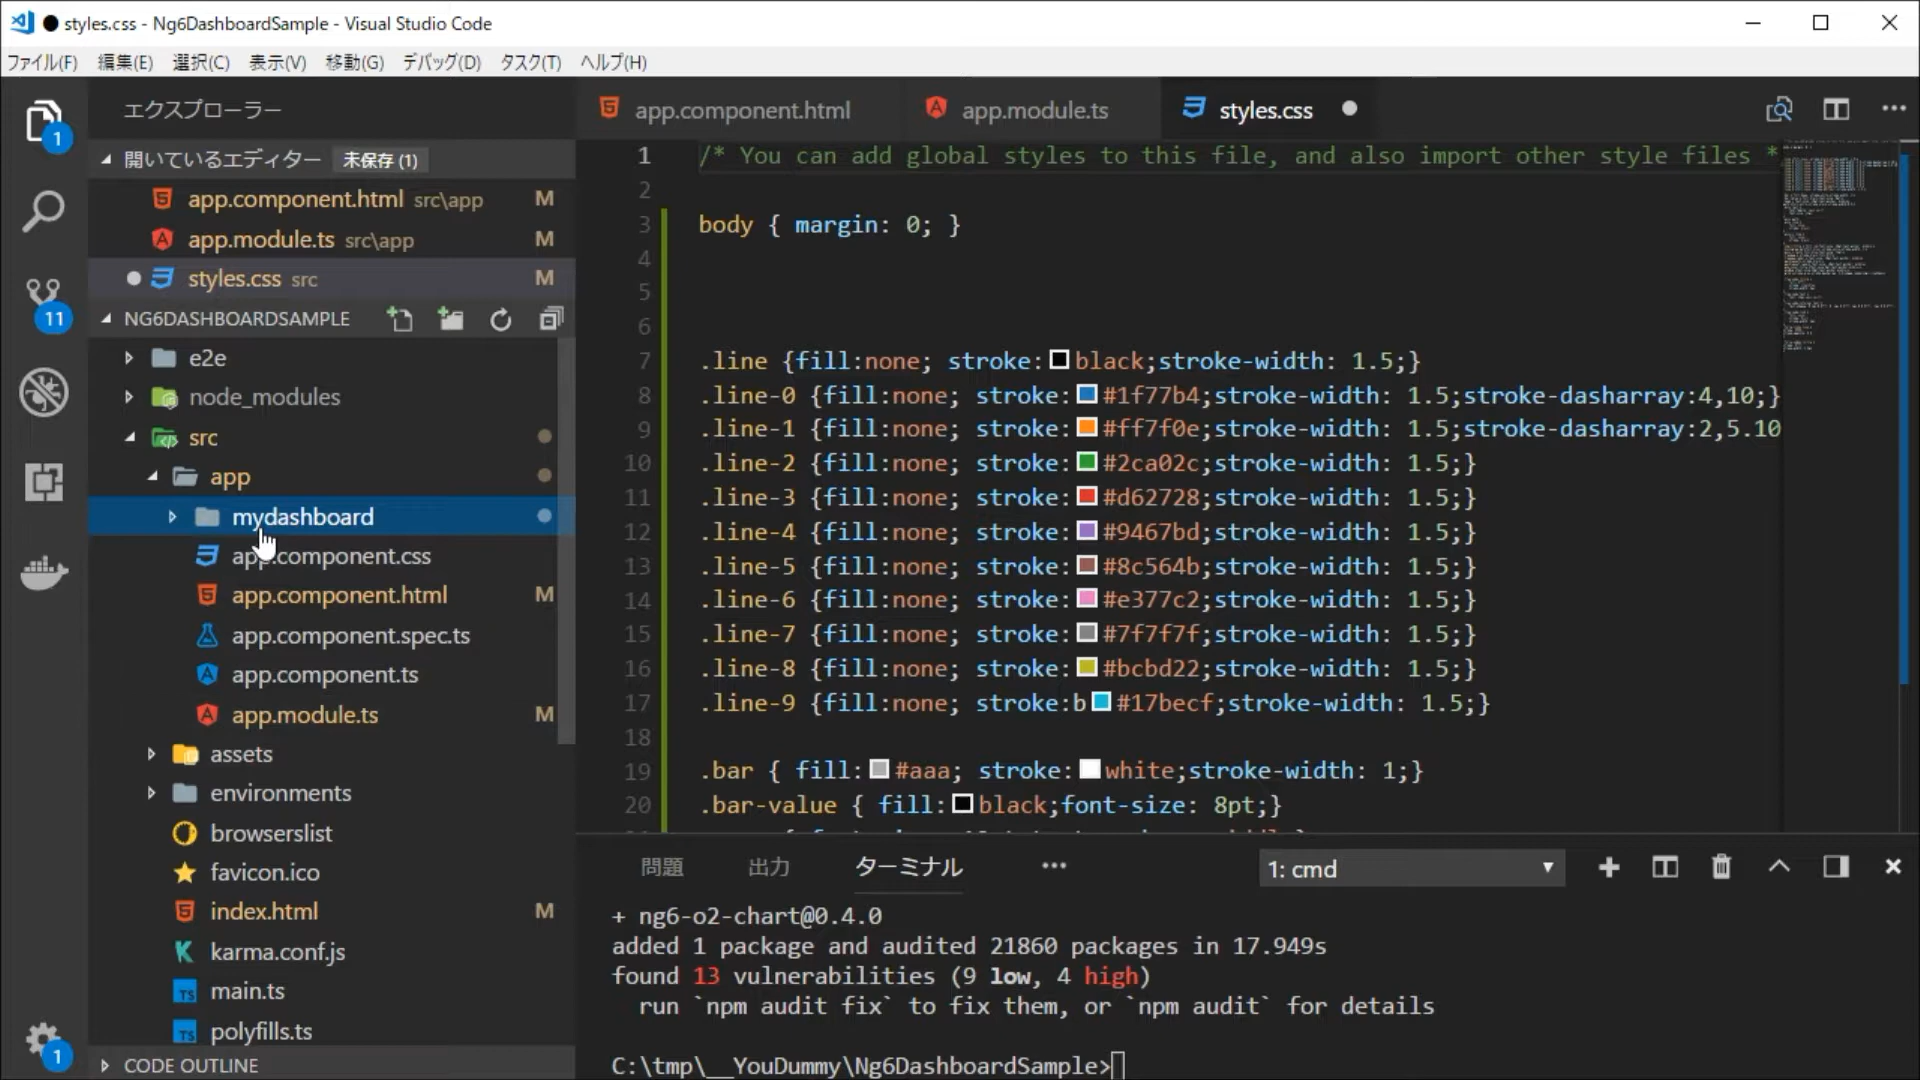 styles.css - Ng6DashboardSample - Visual Studio Code
ファイル(F) 編集(E) 選択(C) 表示(V) 移動(G) デバッグ(D) タスク(T) ヘルプ(H)
エクスプローラー
開いているエディター 未保存 (1)
app.component.html src\app M
app.module.ts src\app M
styles.css src M
NG6DASHBOARDSAMPLE
e2e
node_modules
src
app
mydashboard
app.component.css
app.component.html M
app.component.spec.ts
app.component.ts
app.module.ts M
assets
environments
browserslist
favicon.ico
index.html M
karma.conf.js
main.ts
polyfills.ts
CODE OUTLINE
1
11
1
app.component.html app.module.ts styles.css
1 /* You can add global styles to this file, and also import other style files *
2
3 body { margin: 0; }
4
5
6
7 .line {fill:none; stroke:black;stroke-width: 1.5;}
8 .line-0 {fill:none; stroke:#1f77b4;stroke-width: 1.5;stroke-dasharray:4,10;}
9 .line-1 {fill:none; stroke:#ff7f0e;stroke-width: 1.5;stroke-dasharray:2,5.10
10 .line-2 {fill:none; stroke:#2ca02c;stroke-width: 1.5;}
11 .line-3 {fill:none; stroke:#d62728;stroke-width: 1.5;}
12 .line-4 {fill:none; stroke:#9467bd;stroke-width: 1.5;}
13 .line-5 {fill:none; stroke:#8c564b;stroke-width: 1.5;}
14 .line-6 {fill:none; stroke:#e377c2;stroke-width: 1.5;}
15 .line-7 {fill:none; stroke:#7f7f7f;stroke-width: 1.5;}
16 .line-8 {fill:none; stroke:#bcbd22;stroke-width: 1.5;}
17 .line-9 {fill:none; stroke:b#17becf;stroke-width: 1.5;}
18
19 .bar { fill:#aaa; stroke:white;stroke-width: 1;}
20 .bar-value { fill:black;font-size: 8pt;}
問題 出力 ターミナル 1: cmd
+ ng6-o2-chart@0.4.0
added 1 package and audited 21860 packages in 17.949s
found 13 vulnerabilities (9 low, 4 high)
run `npm audit fix` to fix them, or `npm audit` for details
C:\tmp\__YouDummy\Ng6DashboardSample>